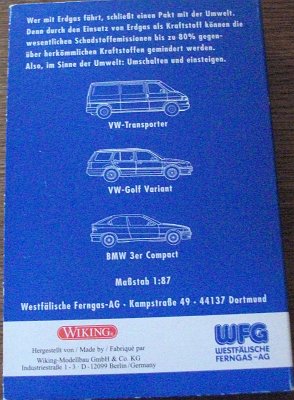 Wer mit Erdgas fährt, schließt einen Pakt mit der Umwelt.
Denn durch den Einsatz von Erdgas als Kraftstoff können die
wesentlichen Schadstoffemissionen bis zu 80% gegen-
über herkömmlichen Kraftstoffen gemindert werden.
Also, im Sinne der Umwelt: Umschalten und einsteigen.
VW-Transporter
VW-Golf Variant
BMW 3er Compact
Maßstab 1:87
Westfälische Ferngas-AG · Kampstraße 49 · 44137 Dortmund
WIKING
Hergestellt von / Made by / Fabriqué par
Wiking-Modellbau GmbH & Co. KG
Industriestraße 1 - 3 · D -12099 Berlin /Germany
WFG
WESTFÄLISCHE
FERNGAS-AG